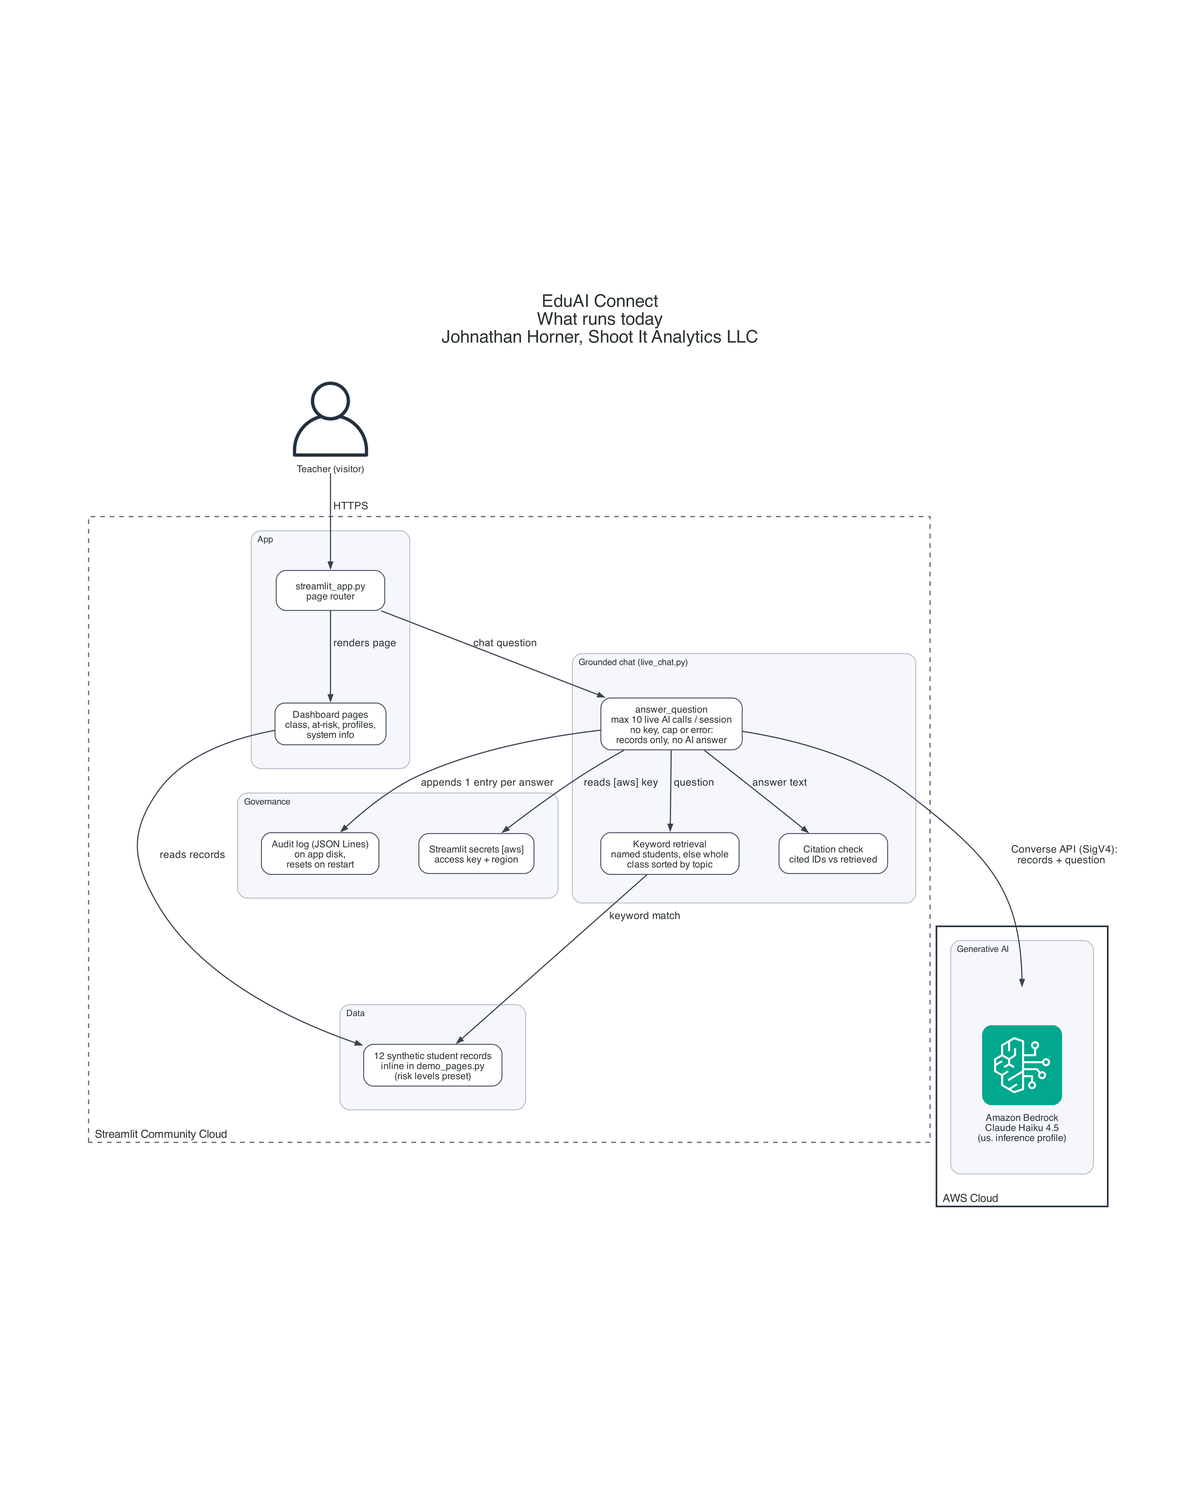 EduAI Connect
What runs today
Johnathan Horner, Shoot It Analytics LLC
Teacher (visitor)
HTTPS
App
streamlit_app.py
page router
renders page
chat question
Grounded chat (live_chat.py)
Dashboard pages
class, at-risk, profiles,
system info
answer_question
max 10 live AI calls / session
no key, cap or error:
records only, no AI answer
appends 1 entry per answer
reads [aws] key
question
answer text
Governance
Audit log (JSON Lines)
on app disk,
resets on restart
Streamlit secrets [aws]
access key + region
Keyword retrieval
named students, else whole
class sorted by topic
Citation check
cited IDs vs retrieved
reads records
Converse API (SigV4):
records + question
keyword match
Generative AI
Data
12 synthetic student records
inline in demo_pages.py
(risk levels preset)
Amazon Bedrock
Claude Haiku 4.5
(us. inference profile)
Streamlit Community Cloud
AWS Cloud